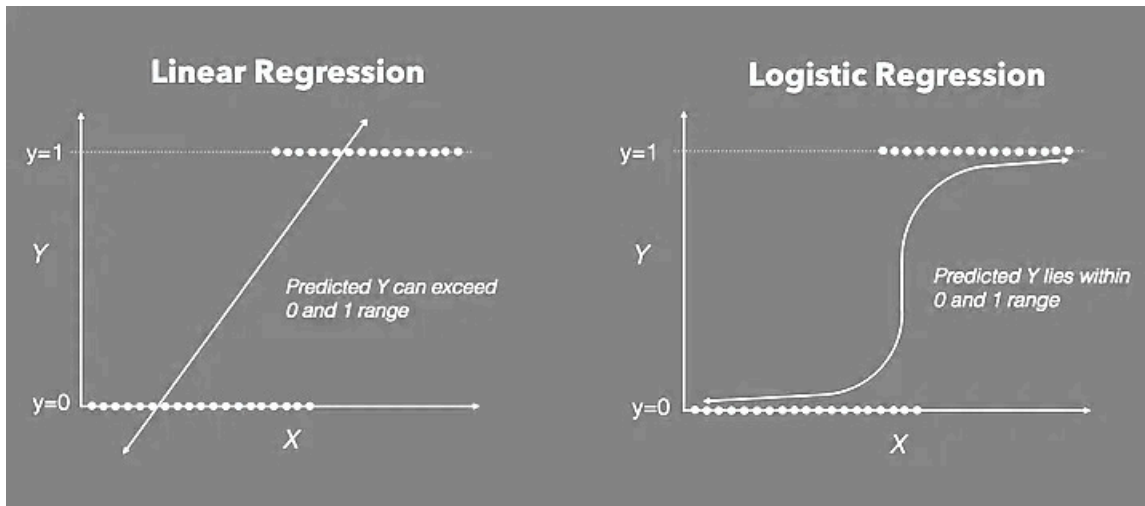 Linear Regression
y=1
Y
Predicted Y can exceed
0 and 1 range
y=0
X
Logistic Regression
y=1
Y
Predicted Y lies within
0 and 1 range
y=0
X